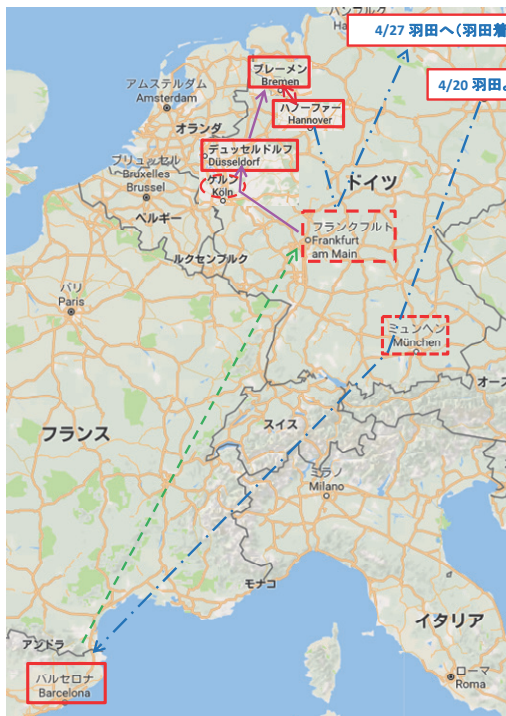 ハンブルク
4/27 羽田へ（羽田着
ブレーメン
Bremen
4/20 羽田よ
アムステルダム
Amsterdam
ハノーファー
Hannover
オランダ
デュッセルドルフ
Düsseldorf
ブリュッセル
Bruxelles
Brussel
ケルン
Köln
ドイツ
ベルギー
フランクフルト
Frankfurt
am Main
ルクセンブルク
パリ
Paris
ミュンヘン
München
オース
スイス
フランス
ミラノ
Milano
モナコ
イタリア
アンドラ
バルセロナ
Barcelona
ローマ
Roma